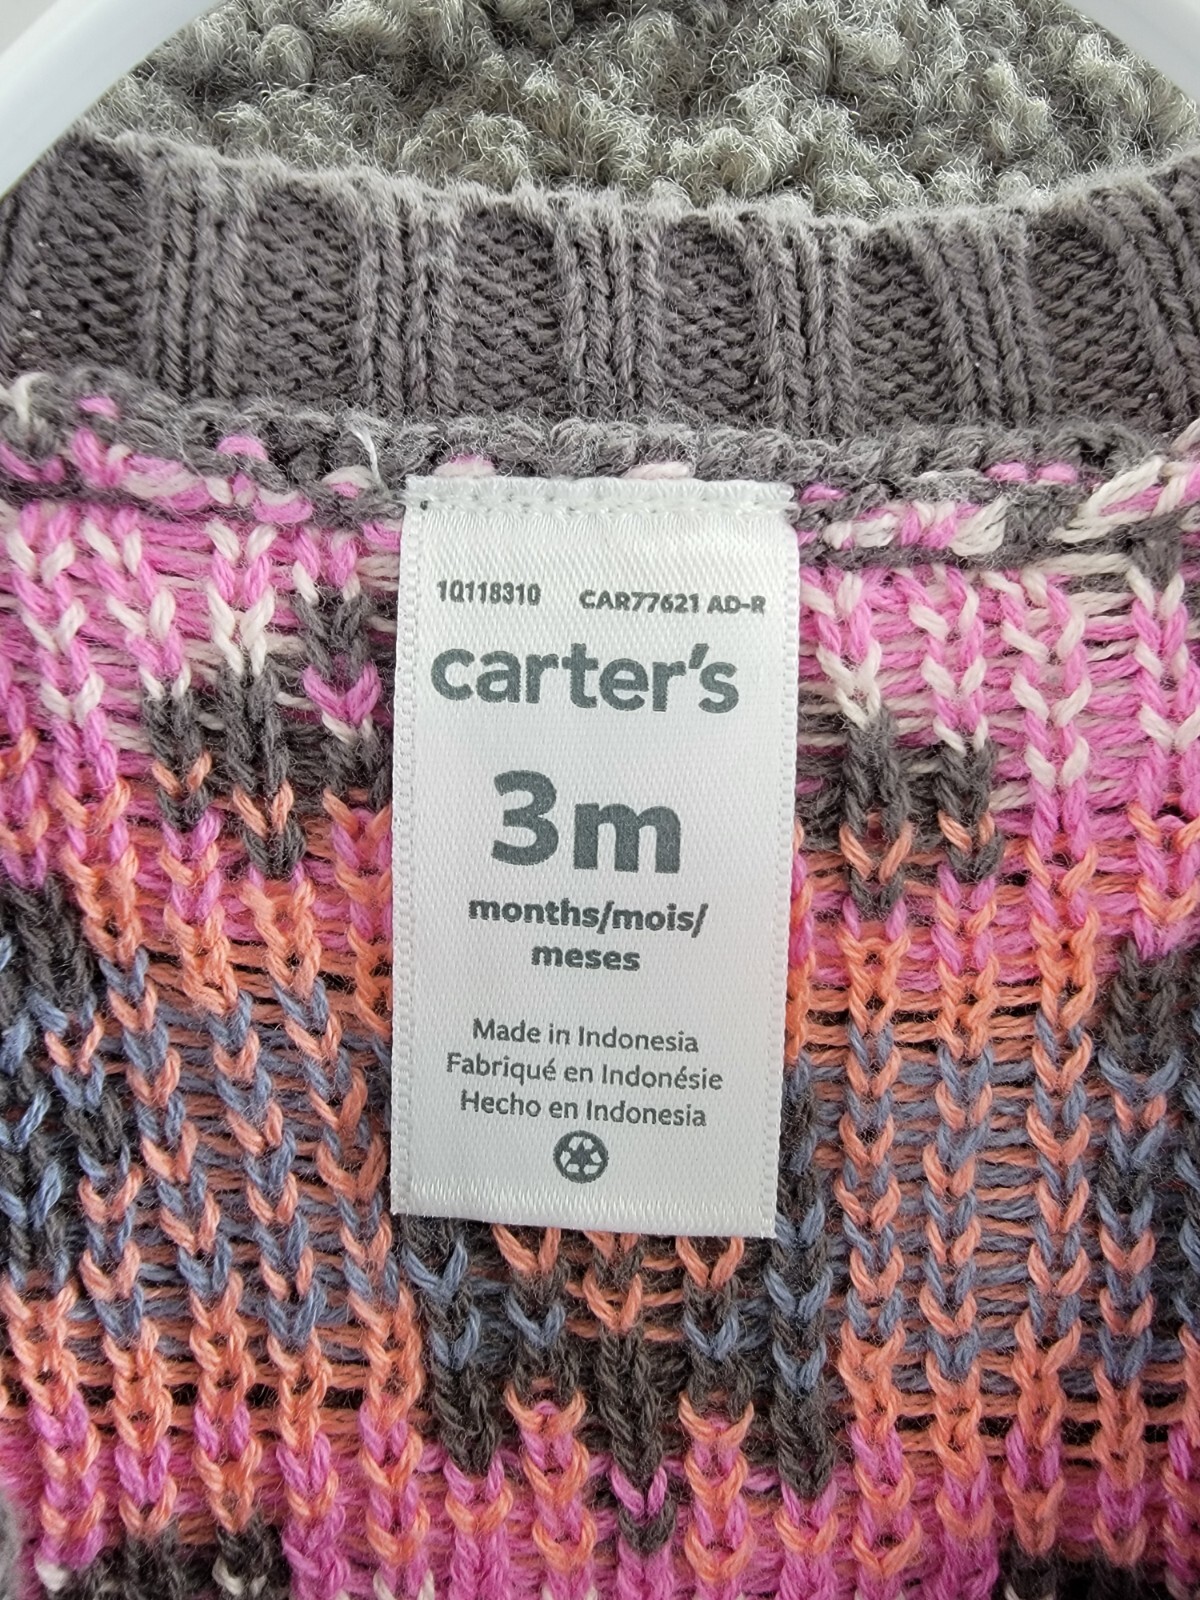 1Q118310 CAR77621 AD-R
carter's
3m
months/mois/
meses
Made in Indonesia
Fabriqué en Indonésie
Hecho en Indonesia